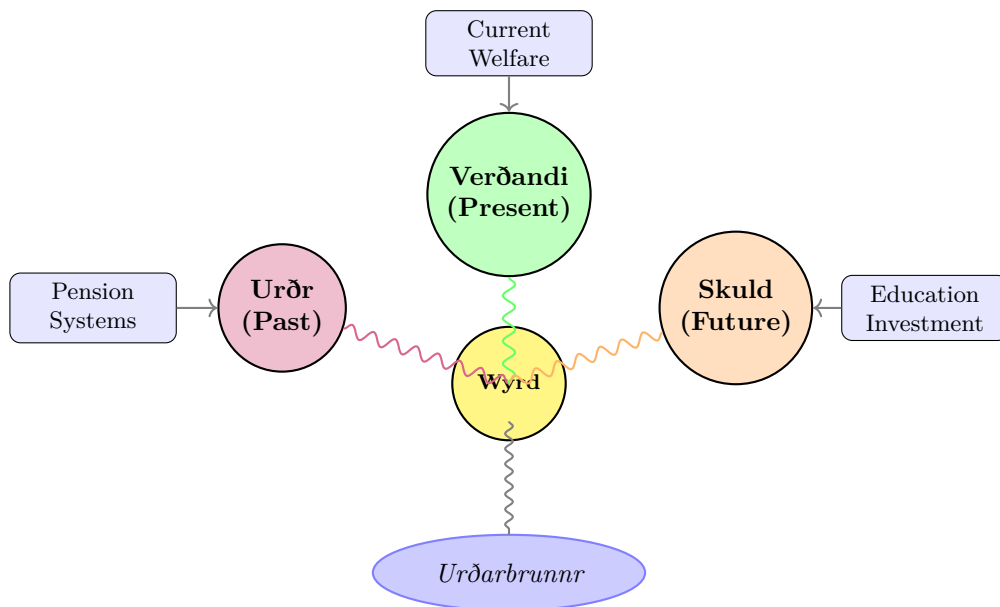 Current
Welfare
Verðandi
(Present)
Pension
Systems
Urðr
(Past)
Skuld
(Future)
Education
Investment
Wyrd
Urðarbrunnr